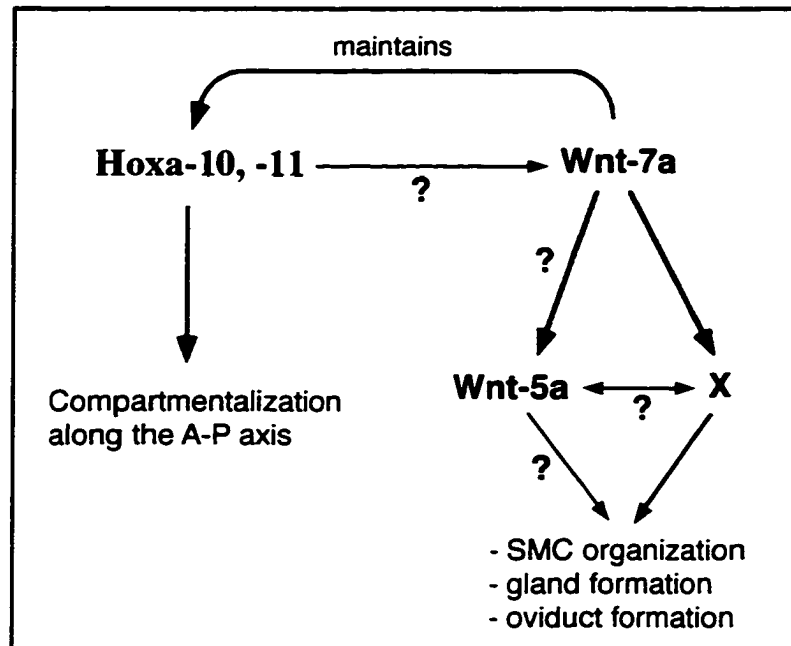 maintains
Hoxa-10, -11
?
Wnt-7a
?
Wnt-5a
?
X
Compartmentalization
along the A-P axis
?
- SMC organization
- gland formation
- oviduct formation